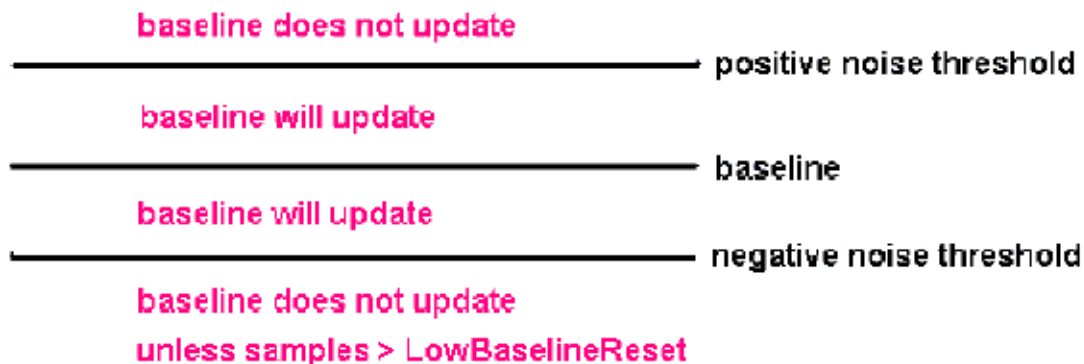 baseline does not update
positive noise threshold
baseline will update
baseline
baseline will update
negative noise threshold
baseline does not update
unless samples > LowBaselineReset